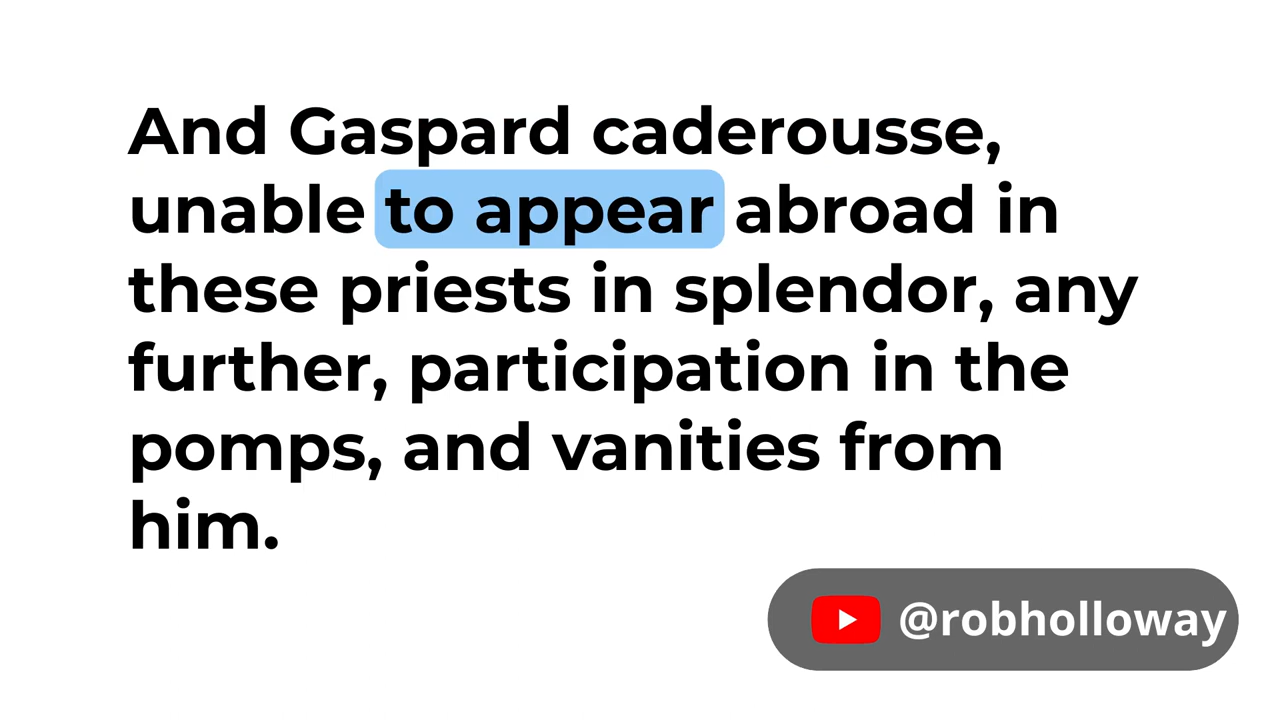 And Gaspard caderousse,
unable to appear abroad in
these priests in splendor, any
further, participation in the
pomps, and vanities from
him.
@robholloway